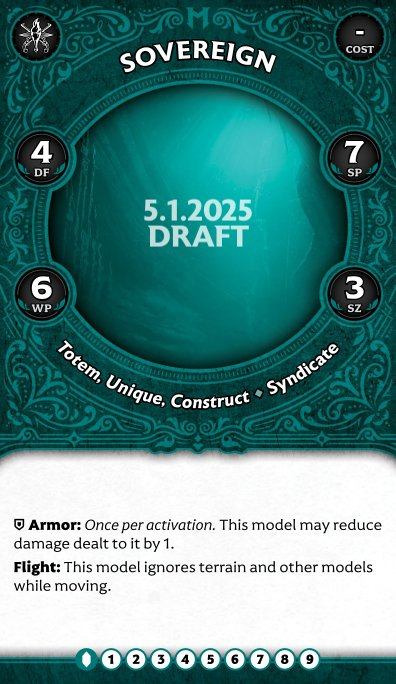 SOVEREIGN
-
COST
4
DF
7
SP
5.1.2025
DRAFT
6
WP
3
SZ
Totem, Unique, Construct ⬥ Syndicate
Armor: Once per activation. This model may reduce
damage dealt to it by 1.
Flight: This model ignores terrain and other models
while moving.
1 2 3 4 5 6 7 8 9